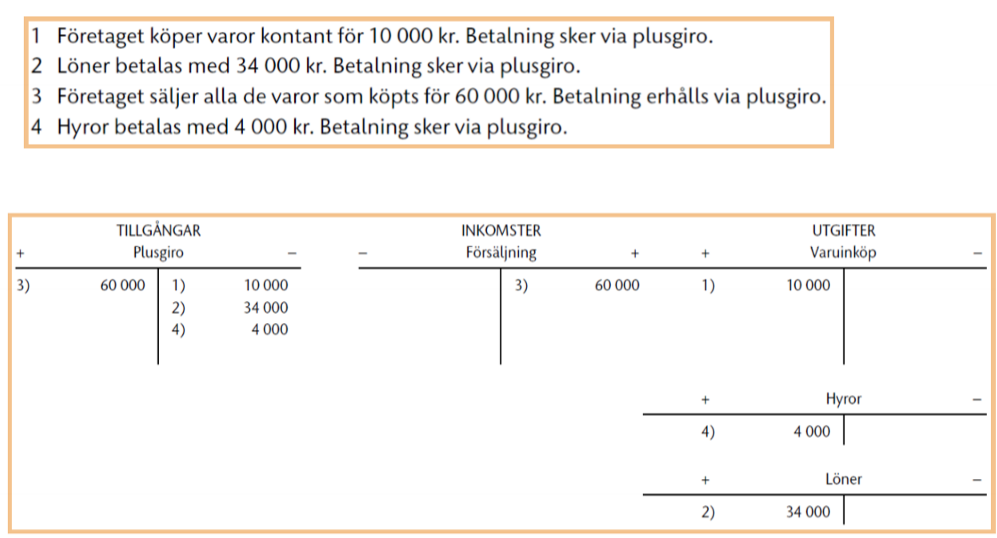 1 Företaget köper varor kontant för 10 000 kr. Betalning sker via plusgiro.
2 Löner betalas med 34 000 kr. Betalning sker via plusgiro.
3 Företaget säljer alla de varor som köpts för 60 000 kr. Betalning erhålls via plusgiro.
4 Hyror betalas med 4 000 kr. Betalning sker via plusgiro.
TILLGÅNGAR INKOMSTER UTGIFTER
+ Plusgiro – – Försäljning + + Varuinköp –
3) 60 000 1) 10 000 3) 60 000 1) 10 000
2) 34 000
4) 4 000
+ Hyror –
4) 4 000
+ Löner –
2) 34 000